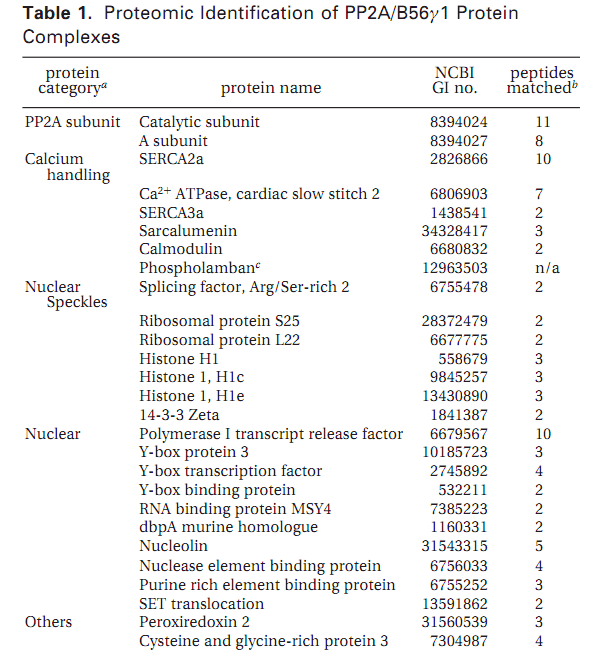 Table 1. Proteomic Identification of PP2A/B56γ1 Protein
Complexes
protein category^a protein name NCBI GI no. peptides matched^b
PP2A subunit Catalytic subunit 8394024 11
A subunit 8394027 8
Calcium handling SERCA2a 2826866 10
Ca2+ ATPase, cardiac slow stitch 2 6806903 7
SERCA3a 1438541 2
Sarcalumenin 34328417 3
Calmodulin 6680832 2
Phospholamban^c 12963503 n/a
Nuclear Speckles Splicing factor, Arg/Ser-rich 2 6755478 2
Ribosomal protein S25 28372479 2
Ribosomal protein L22 6677775 2
Histone H1 558679 3
Histone 1, H1c 9845257 3
Histone 1, H1e 13430890 3
14-3-3 Zeta 1841387 2
Nuclear Polymerase I transcript release factor 6679567 10
Y-box protein 3 10185723 3
Y-box transcription factor 2745892 4
Y-box binding protein 532211 2
RNA binding protein MSY4 7385223 2
dbpA murine homologue 1160331 2
Nucleolin 31543315 5
Nuclease element binding protein 6756033 4
Purine rich element binding protein 6755252 3
SET translocation 13591862 2
Others Peroxiredoxin 2 31560539 3
Cysteine and glycine-rich protein 3 7304987 4